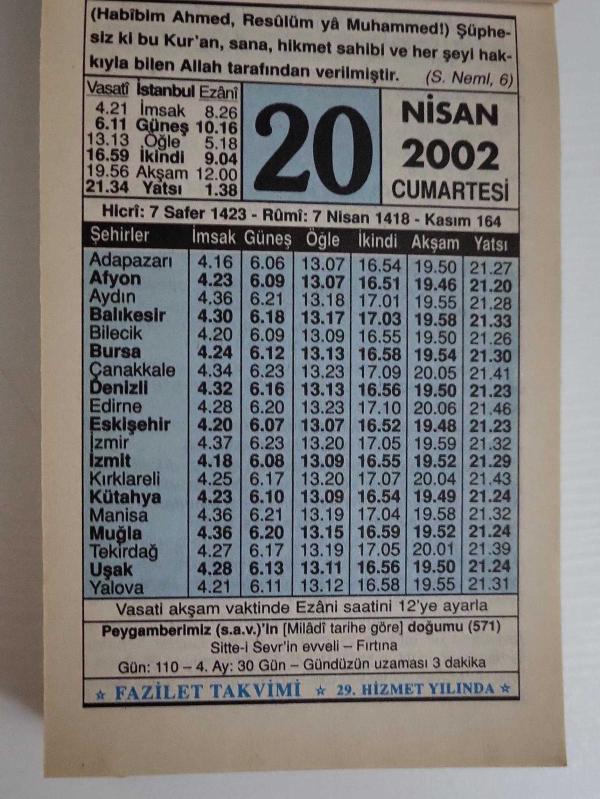 (Habîbim Ahmed, Resûlüm yâ Muhammed!) Şüphe-
siz ki bu Kur'an, sana, hikmet sahibi ve her şeyi hak-
kıyla bilen Allah tarafından verilmiştir. (S. Neml, 6)
Vasatî İstanbul Ezânî
4.21 İmsak 8.26
6.11 Güneş 10.16
13.13 Öğle 5.18
16.59 İkindi 9.04
19.56 Akşam 12.00
21.34 Yatsı 1.38
20
NİSAN
2002
CUMARTESİ
Hicrî: 7 Safer 1423 - Rûmî: 7 Nisan 1418 - Kasım 164
Şehirler İmsak Güneş Öğle İkindi Akşam Yatsı
Adapazarı 4.16 6.06 13.07 16.54 19.50 21.27
Afyon 4.23 6.09 13.07 16.51 19.46 21.20
Aydın 4.36 6.21 13.18 17.01 19.55 21.28
Balıkesir 4.30 6.18 13.17 17.03 19.58 21.33
Bilecik 4.20 6.09 13.09 16.55 19.50 21.26
Bursa 4.24 6.12 13.13 16.58 19.54 21.30
Çanakkale 4.34 6.23 13.23 17.09 20.05 21.41
Denizli 4.32 6.16 13.13 16.56 19.50 21.23
Edirne 4.28 6.20 13.23 17.10 20.06 21.46
Eskişehir 4.20 6.07 13.07 16.52 19.48 21.23
İzmir 4.37 6.23 13.20 17.05 19.59 21.32
İzmit 4.18 6.08 13.09 16.55 19.52 21.29
Kırklareli 4.25 6.17 13.20 17.07 20.04 21.43
Kütahya 4.23 6.10 13.09 16.54 19.49 21.24
Manisa 4.36 6.21 13.19 17.04 19.58 21.32
Muğla 4.36 6.20 13.15 16.59 19.52 21.24
Tekirdağ 4.27 6.17 13.19 17.05 20.01 21.39
Uşak 4.28 6.13 13.11 16.56 19.50 21.24
Yalova 4.21 6.11 13.12 16.58 19.55 21.31
Vasati akşam vaktinde Ezâni saatini 12'ye ayarla
Peygamberimiz (s.a.v.)'in [Milâdî tarihe göre] doğumu (571)
Sitte-i Sevr'in evveli – Fırtına
Gün: 110 – 4. Ay: 30 Gün – Gündüzün uzaması 3 dakika
☆ FAZİLET TAKVİMİ ☆ 29. HİZMET YILINDA ☆